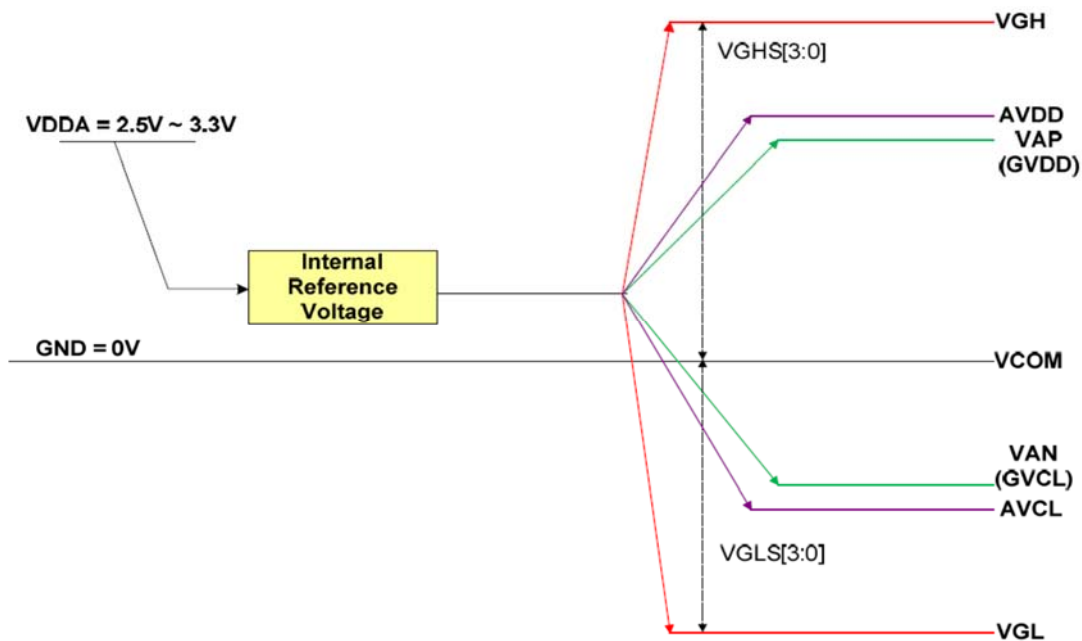 VGH
VGHS[3:0]
VDDA = 2.5V ~ 3.3V
AVDD
VAP
(GVDD)
Internal
Reference
Voltage
GND = 0V
VCOM
VAN
(GVCL)
AVCL
VGLS[3:0]
VGL